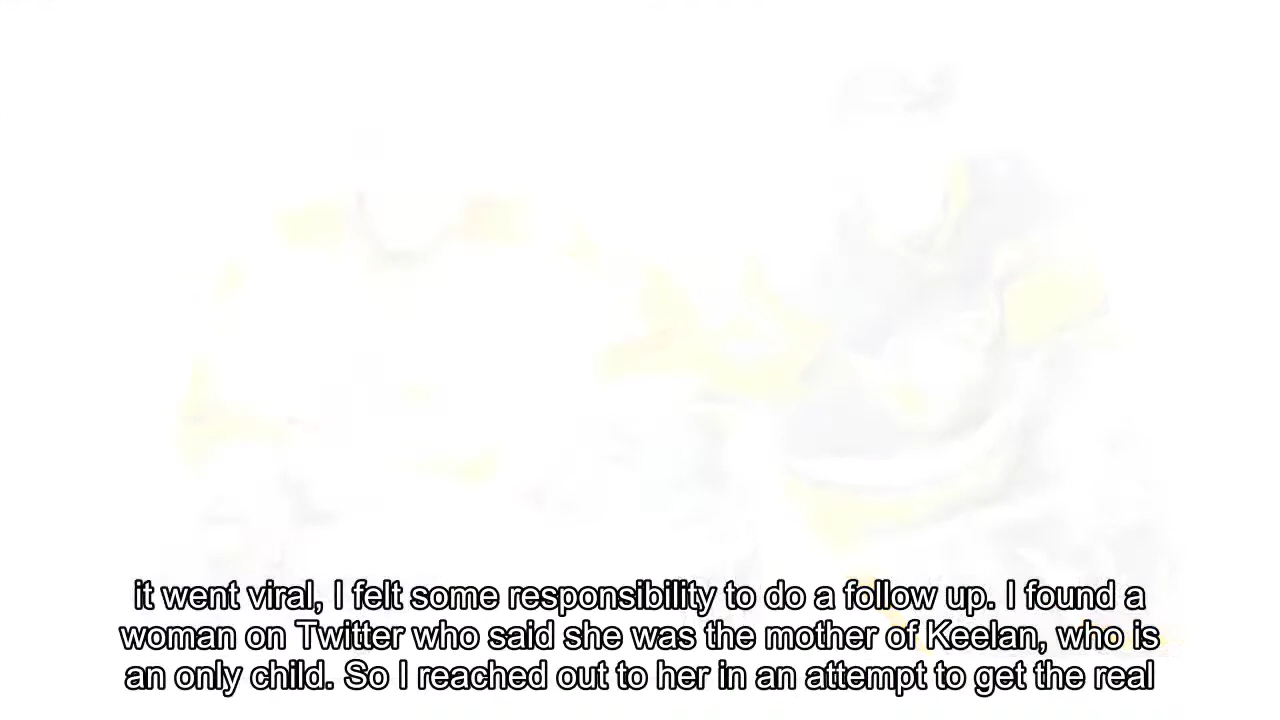 it went viral, I felt some responsibility to do a follow up. I found a
woman on Twitter who said she was the mother of Keelan, who is
an only child. So I reached out to her in an attempt to get the real